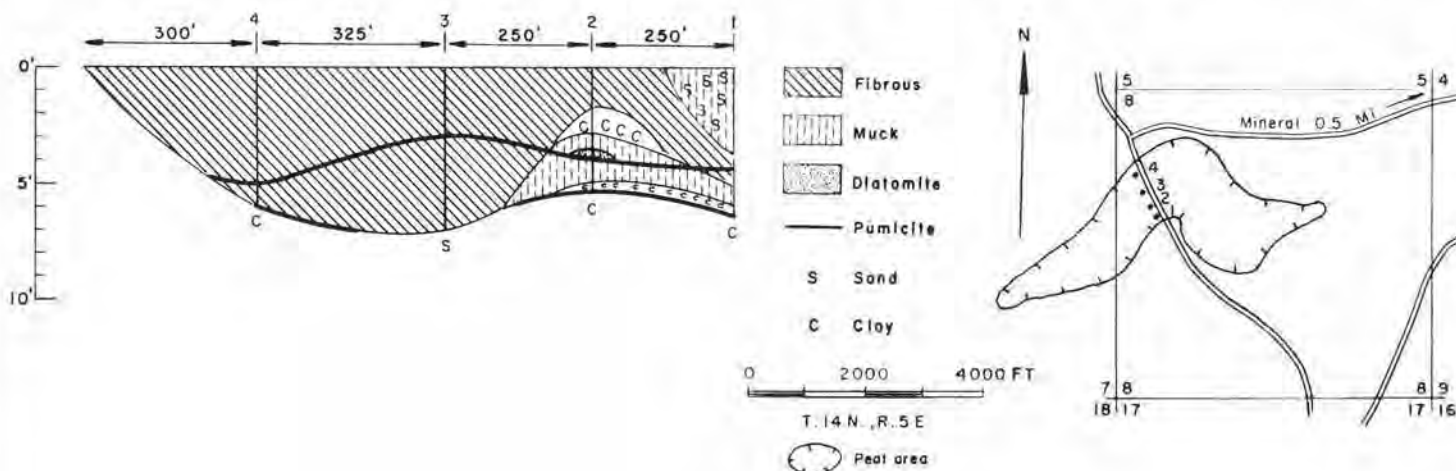 4 3 2 1
300' 325' 250' 250'
0'
5'
10'
S
S
S S
S
3 S
S
C C C C
C C C C C C C C
C S C C
Fibrous
Muck
Diatomite
Pumicite
S Sand
C Clay
0 2000 4000 FT
T. 14 N., R. 5 E
Peat area
N
5
8
5 4
Mineral 0.5 MI
4
3
2
1
7 8
18 17
8 9
17 16